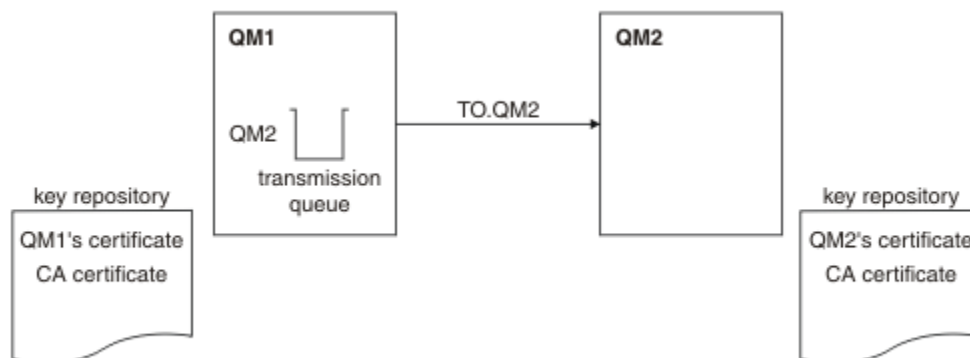 QM1
QM2
TO.QM2
QM2
transmission
queue
key repository
QM1's certificate
CA certificate
key repository
QM2's certificate
CA certificate